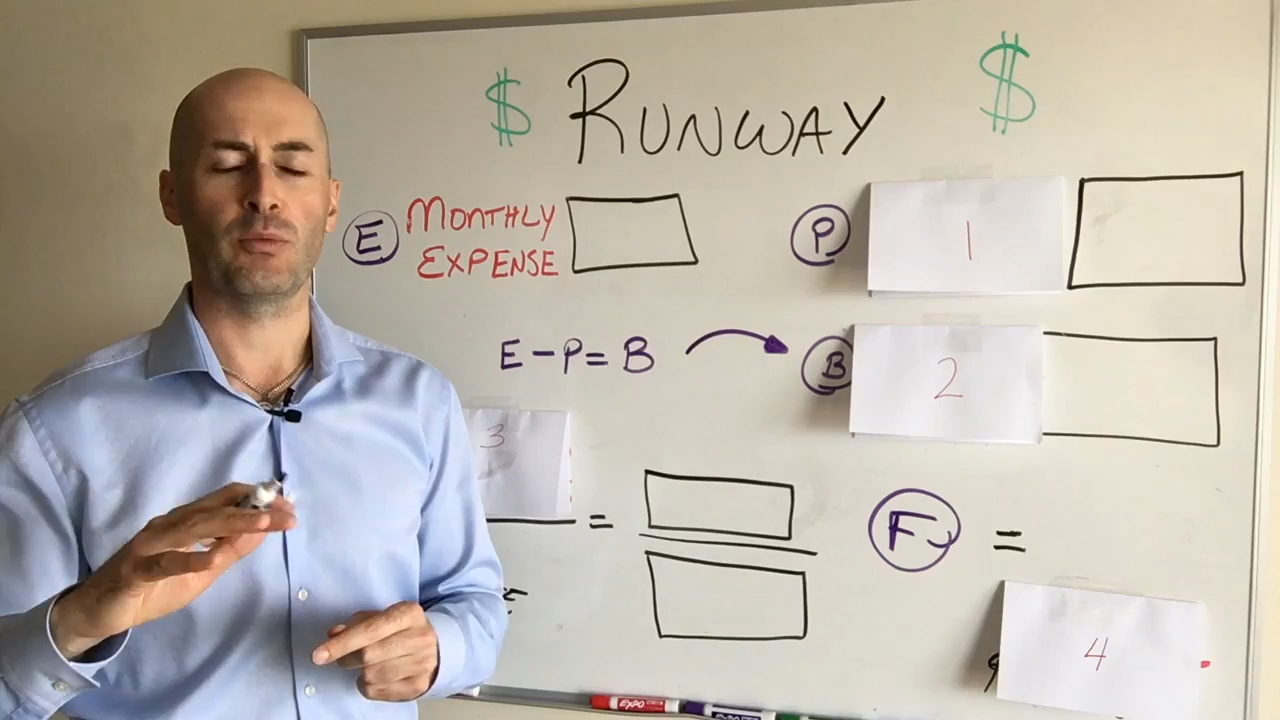 $ RUNWAY $
E MONTHLY EXPENSE
P 1
E - P = B
B 2
3
=
F =
4
EXPO